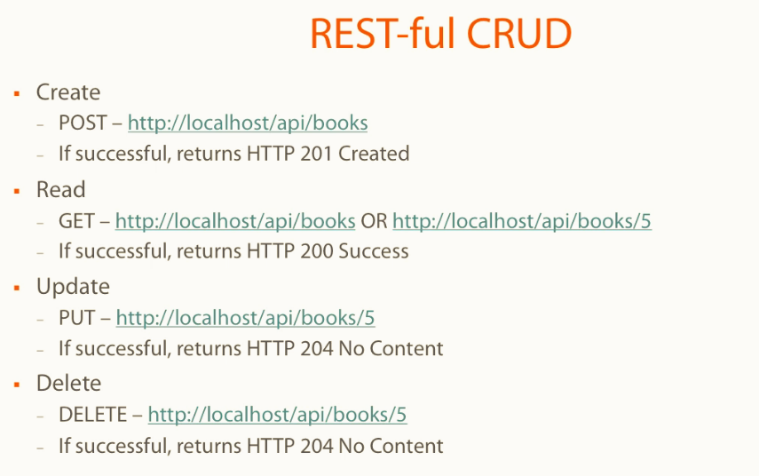 REST-ful CRUD
▪ Create
– POST – http://localhost/api/books
– If successful, returns HTTP 201 Created
▪ Read
– GET – http://localhost/api/books OR http://localhost/api/books/5
– If successful, returns HTTP 200 Success
▪ Update
– PUT – http://localhost/api/books/5
– If successful, returns HTTP 204 No Content
▪ Delete
– DELETE – http://localhost/api/books/5
– If successful, returns HTTP 204 No Content